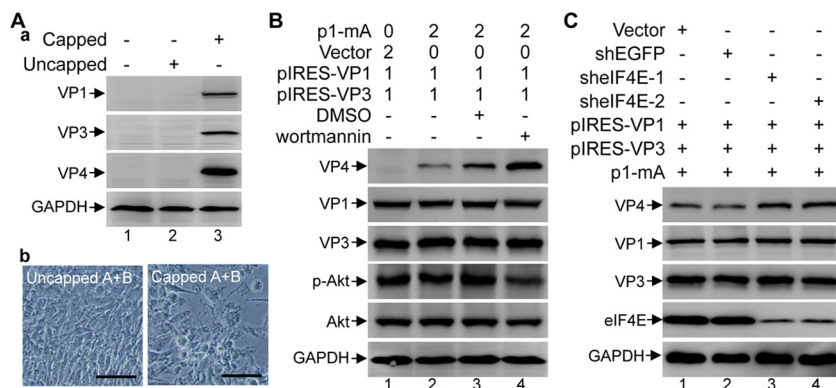 A
a
Capped - - +
Uncapped - + -
VP1
VP3
VP4
GAPDH
1 2 3
b
Uncapped A+B
Capped A+B
B
p1-mA 0 2 2 2
Vector 2 0 0 0
pIRES-VP1 1 1 1 1
pIRES-VP3 1 1 1 1
DMSO - - + -
wortmannin - - - +
VP4
VP1
VP3
p-Akt
Akt
GAPDH
1 2 3 4
C
Vector + - - -
shEGFP - + - -
sheIF4E-1 - - + -
sheIF4E-2 - - - +
pIRES-VP1 + + + +
pIRES-VP3 + + + +
p1-mA + + + +
VP4
VP1
VP3
eIF4E
GAPDH
1 2 3 4